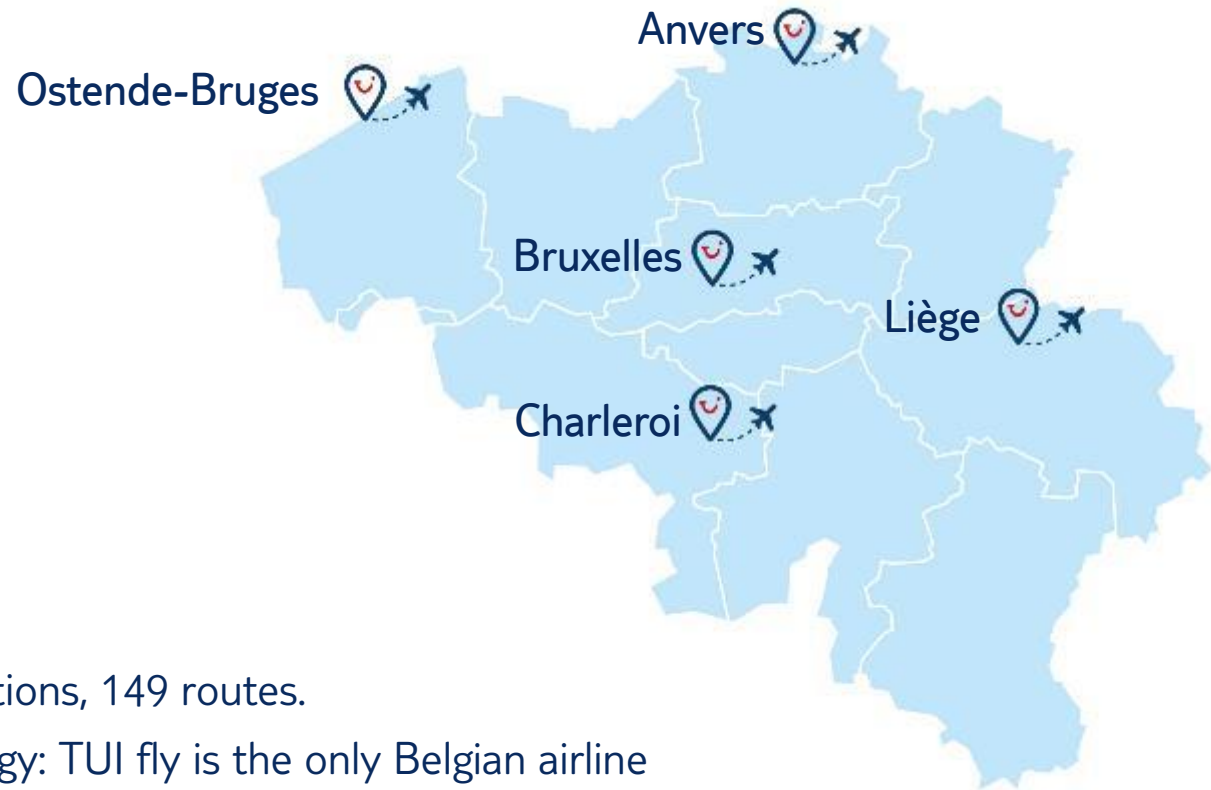 Anvers
Ostende-Bruges
Bruxelles
Liège
Charleroi
tions, 149 routes.
gy: TUI fly is the only Belgian airline